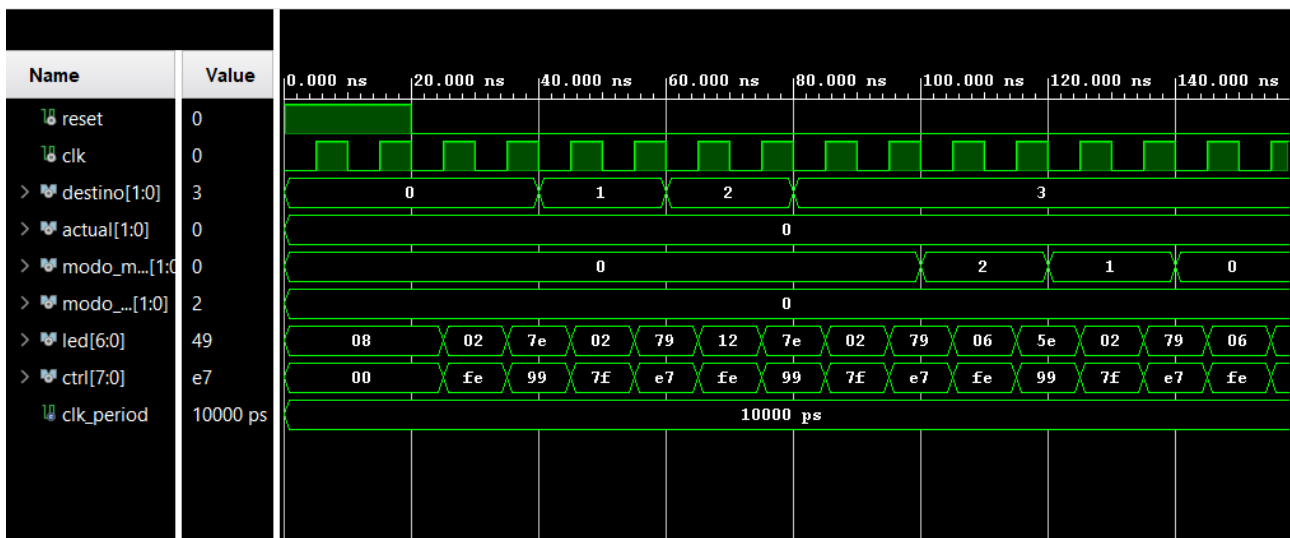 Name Value 0.000 ns 20.000 ns 40.000 ns 60.000 ns 80.000 ns 100.000 ns 120.000 ns 140.000 ns
reset 0
clk 0
destino[1:0] 3 0 1 2 3
actual[1:0] 0 0
modo_m...[1:0 0 0 2 1 0
modo_...[1:0] 2 0
led[6:0] 49 08 02 7e 02 79 12 7e 02 79 06 5e 02 79 06
ctrl[7:0] e7 00 fe 99 7f e7 fe 99 7f e7 fe 99 7f e7 fe
clk_period 10000 ps 10000 ps